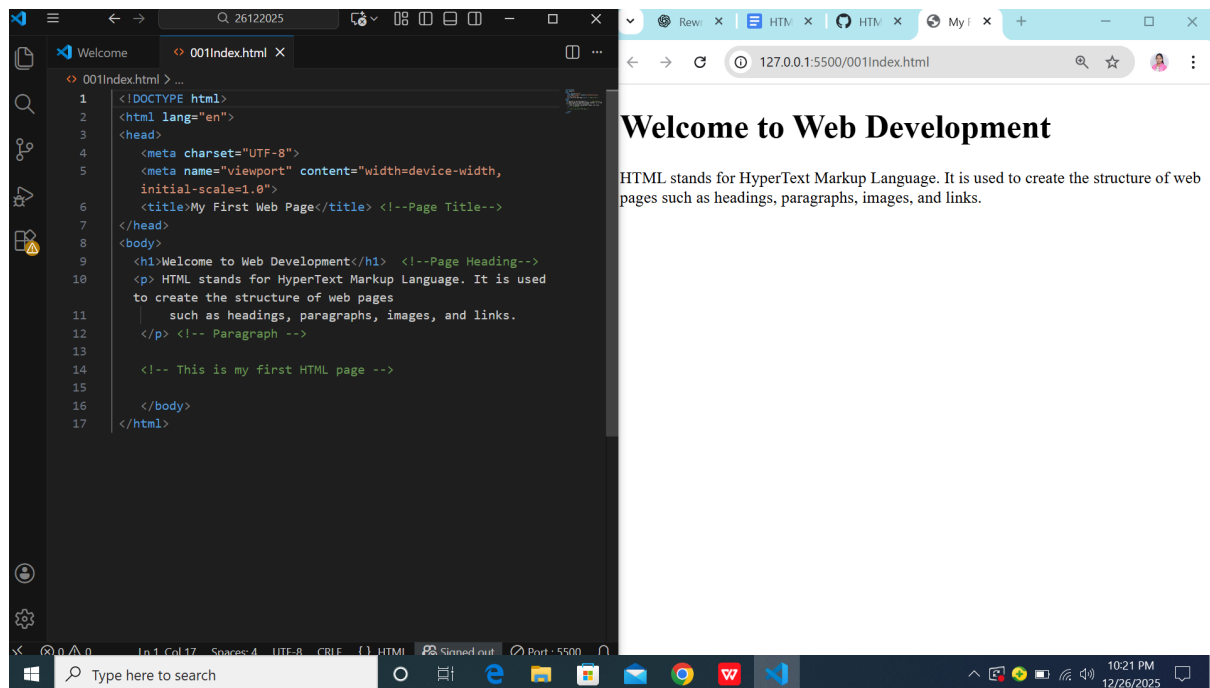 26122025
Welcome
<> 001Index.html ×
<> 001Index.html > ...
1 <!DOCTYPE html>
2 <html lang="en">
3 <head>
4 <meta charset="UTF-8">
5 <meta name="viewport" content="width=device-width,
initial-scale=1.0">
6 <title>My First Web Page</title> <!--Page Title-->
7 </head>
8 <body>
9 <h1>Welcome to Web Development</h1> <!--Page Heading-->
10 <p> HTML stands for HyperText Markup Language. It is used
to create the structure of web pages
11 such as headings, paragraphs, images, and links.
12 </p> <!-- Paragraph -->
13
14 <!-- This is my first HTML page -->
15
16 </body>
17 </html>
0 0 Ln 1, Col 17 Spaces: 4 UTF-8 CRLF { } HTML Signed out Port : 5500
Rew HTM HTM My F
127.0.0.1:5500/001Index.html
Welcome to Web Development
HTML stands for HyperText Markup Language. It is used to create the structure of web
pages such as headings, paragraphs, images, and links.
Type here to search
10:21 PM
12/26/2025